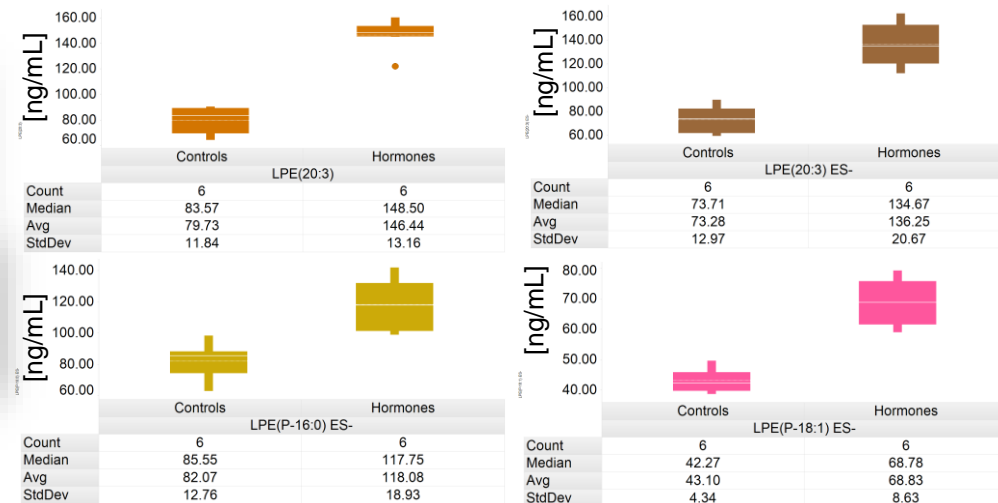 [ng/mL]
160.00
140.00
120.00
100.00
80.00
60.00
Controls Hormones
LPE(20:3)
Count 6 6
Median 83.57 148.50
Avg 79.73 146.44
StdDev 11.84 13.16
[ng/mL]
160.00
140.00
120.00
100.00
80.00
60.00
Controls Hormones
LPE(20:3) ES-
Count 6 6
Median 73.71 134.67
Avg 73.28 136.25
StdDev 12.97 20.67
[ng/mL]
140.00
120.00
100.00
80.00
60.00
Controls Hormones
LPE(P-16:0) ES-
Count 6 6
Median 85.55 117.75
Avg 82.07 118.08
StdDev 12.76 18.93
[ng/mL]
80.00
70.00
60.00
50.00
40.00
Controls Hormones
LPE(P-18:1) ES-
Count 6 6
Median 42.27 68.78
Avg 43.10 68.83
StdDev 4.34 8.63